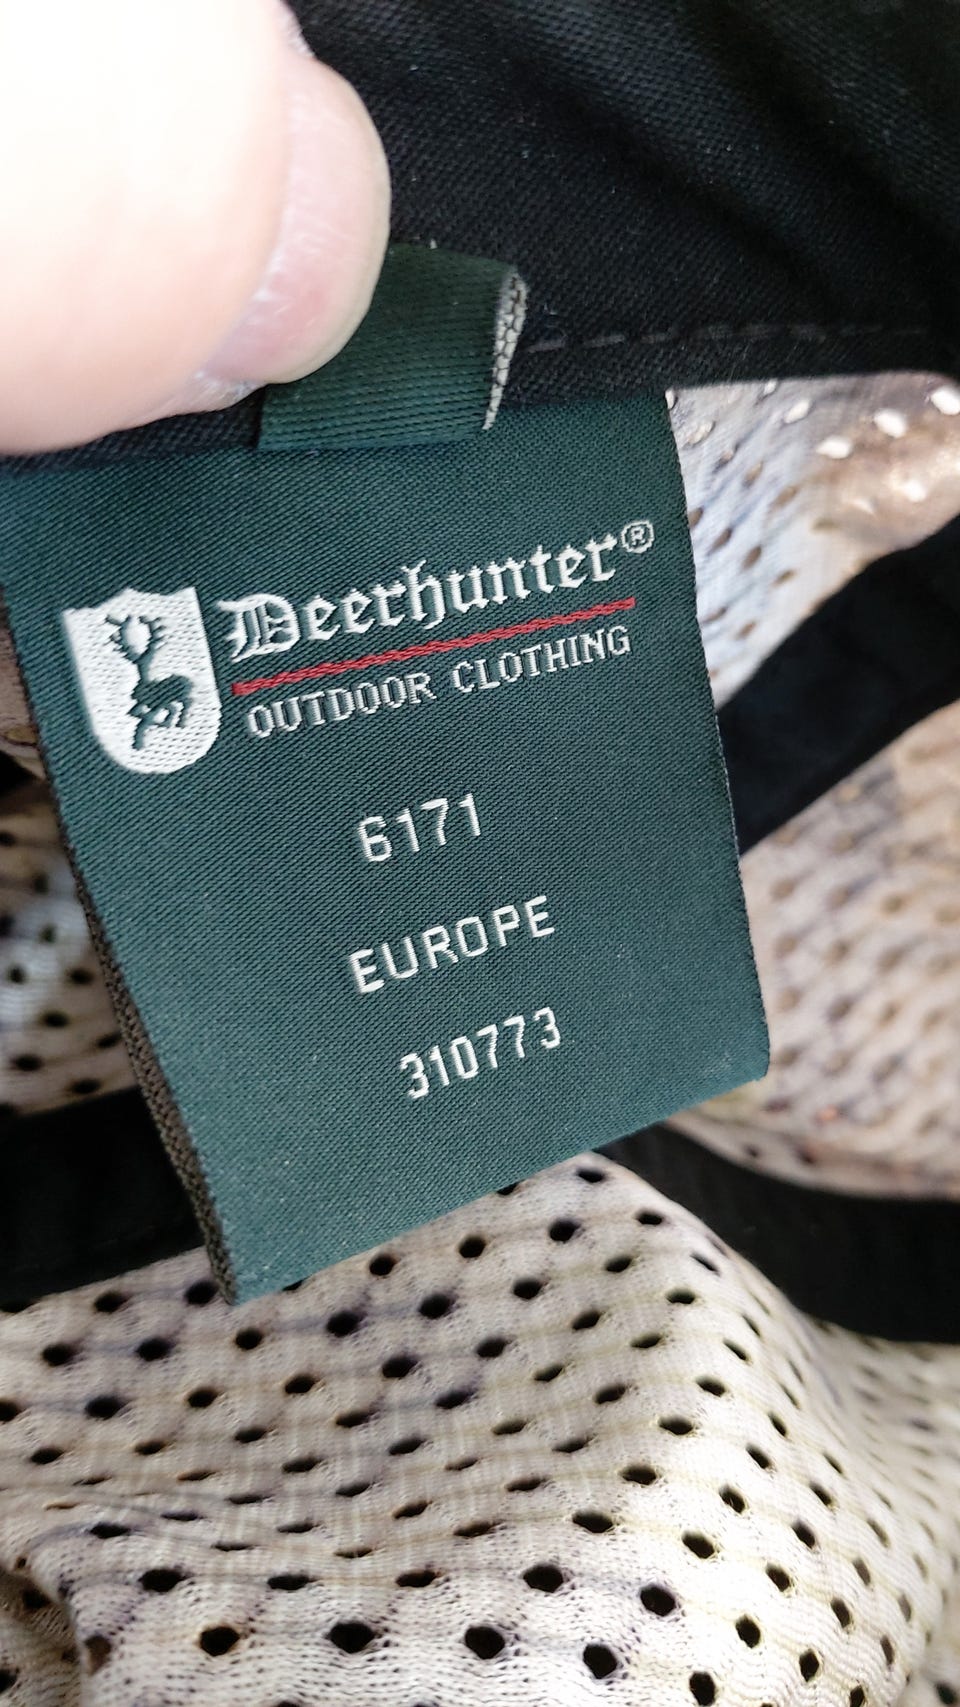 Deerhunter®
OUTDOOR CLOTHING
6171
EUROPE
310773